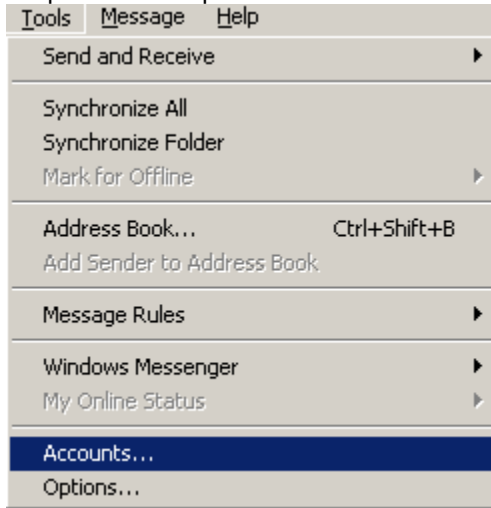 Tools Message Help
Send and Receive
Synchronize All
Synchronize Folder
Mark for Offline
Address Book... Ctrl+Shift+B
Add Sender to Address Book
Message Rules
Windows Messenger
My Online Status
Accounts...
Options...